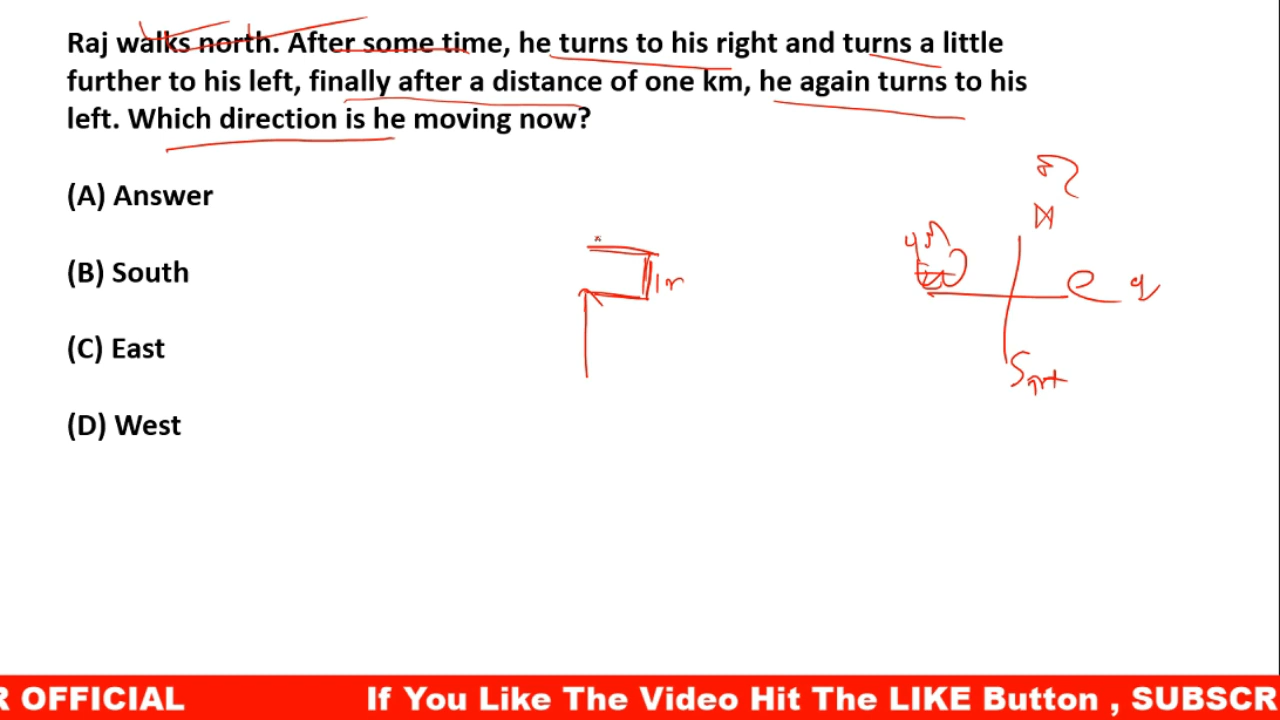 Raj walks north. After some time, he turns to his right and turns a little
further to his left, finally after a distance of one km, he again turns to his
left. Which direction is he moving now?
(A) Answer
(B) South
(C) East
(D) West
R OFFICIAL If You Like The Video Hit The LIKE Button , SUBSCR